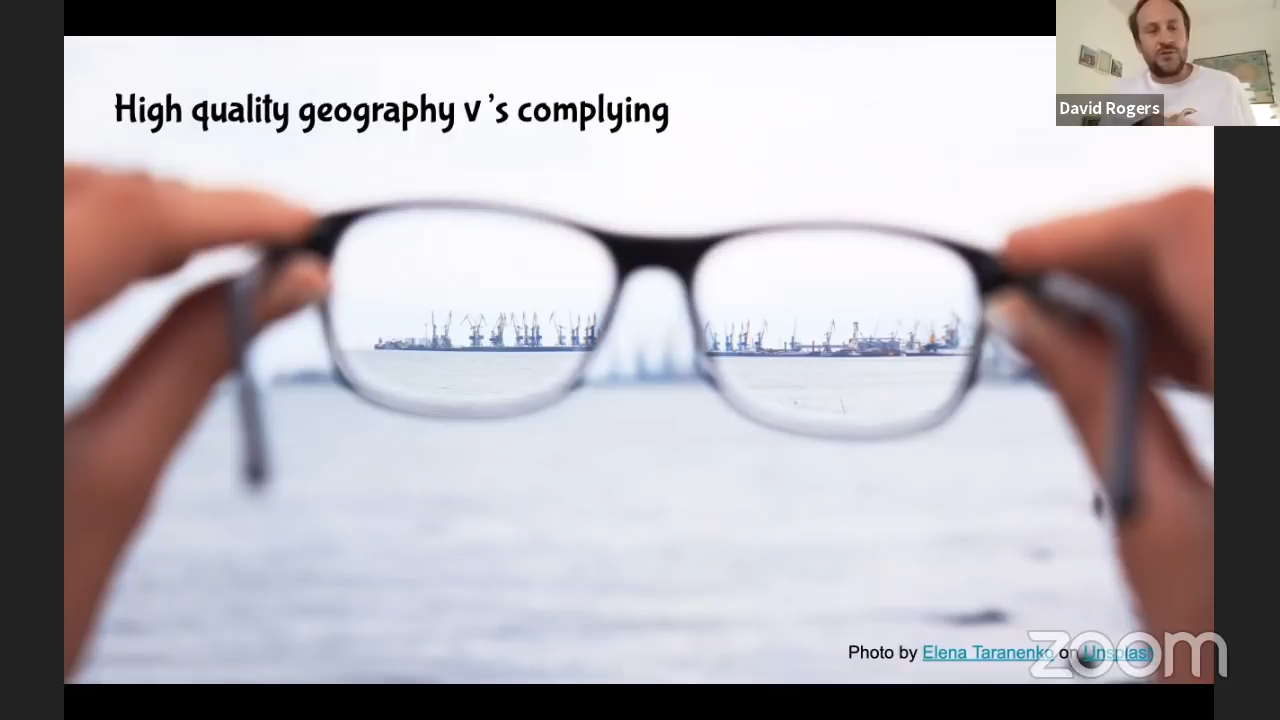 High quality geography v's complying
David Rogers
Photo by Elena Taranenko on Unsplash
zoom